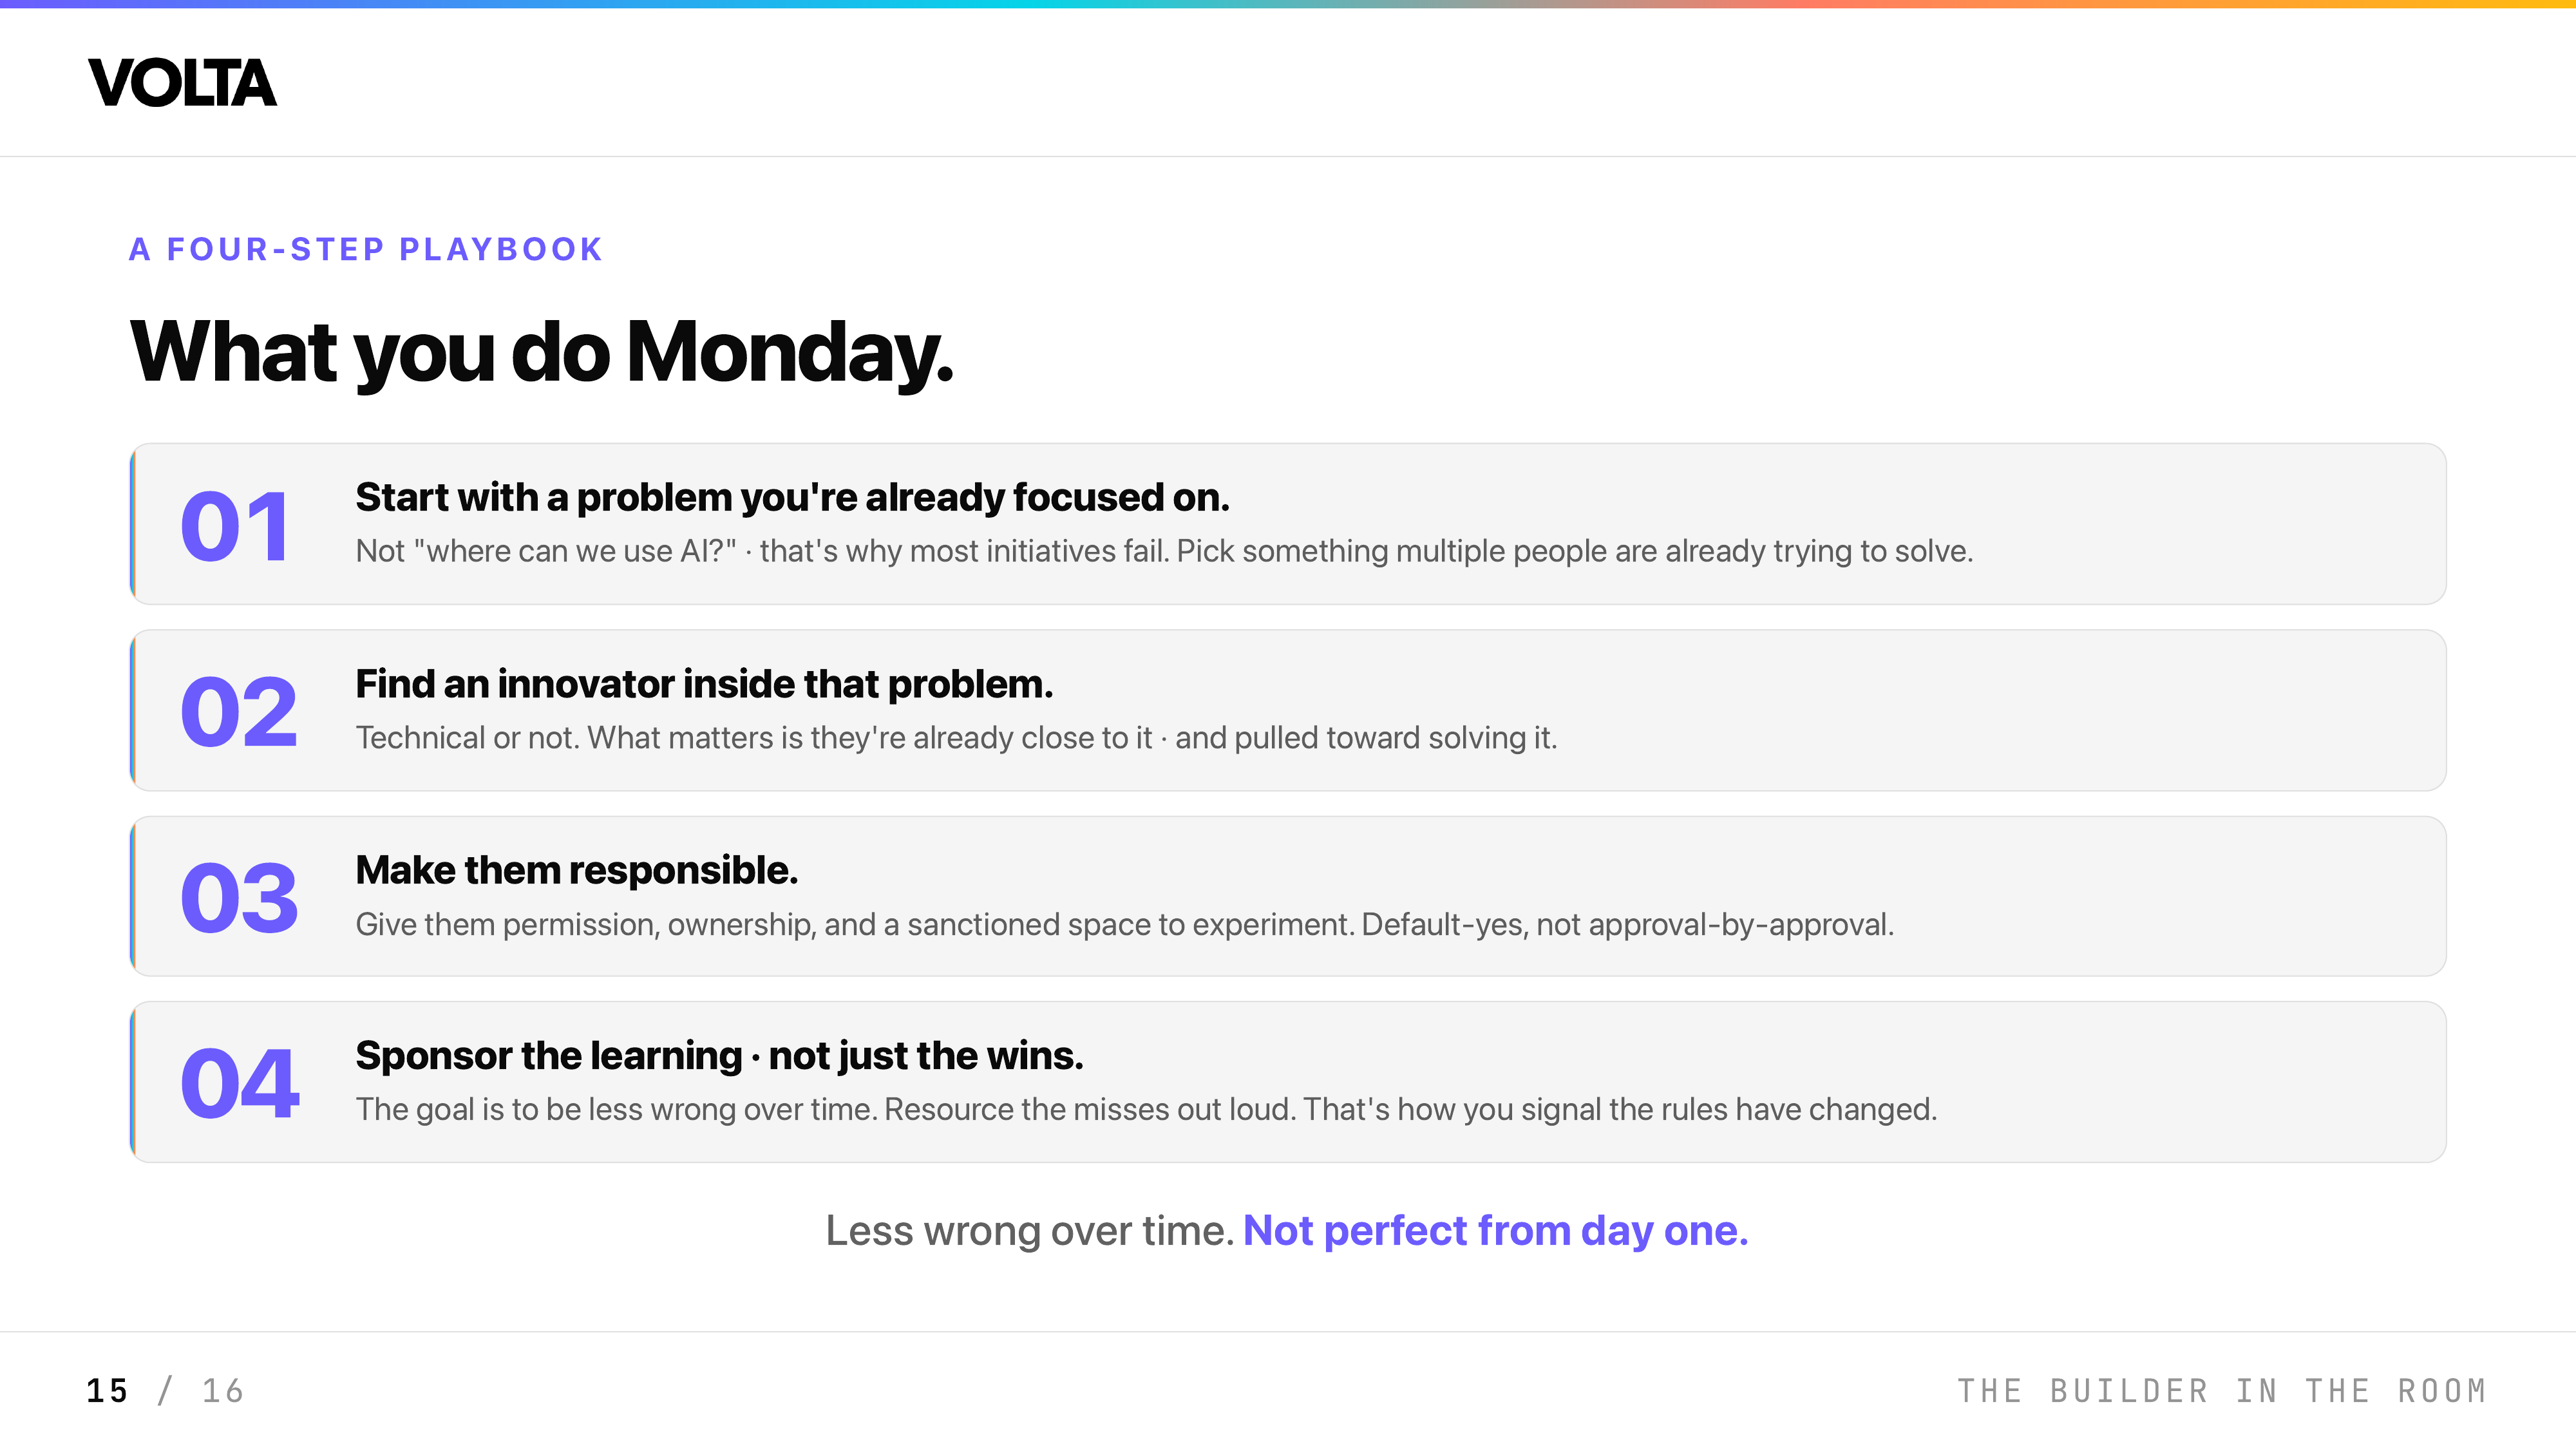 VOLTA
A FOUR-STEP PLAYBOOK
What you do Monday.
01
Start with a problem you're already focused on.
Not "where can we use AI?" · that's why most initiatives fail. Pick something multiple people are already trying to solve.
02
Find an innovator inside that problem.
Technical or not. What matters is they're already close to it · and pulled toward solving it.
03
Make them responsible.
Give them permission, ownership, and a sanctioned space to experiment. Default-yes, not approval-by-approval.
04
Sponsor the learning · not just the wins.
The goal is to be less wrong over time. Resource the misses out loud. That's how you signal the rules have changed.
Less wrong over time. Not perfect from day one.
15 / 16
THE BUILDER IN THE ROOM